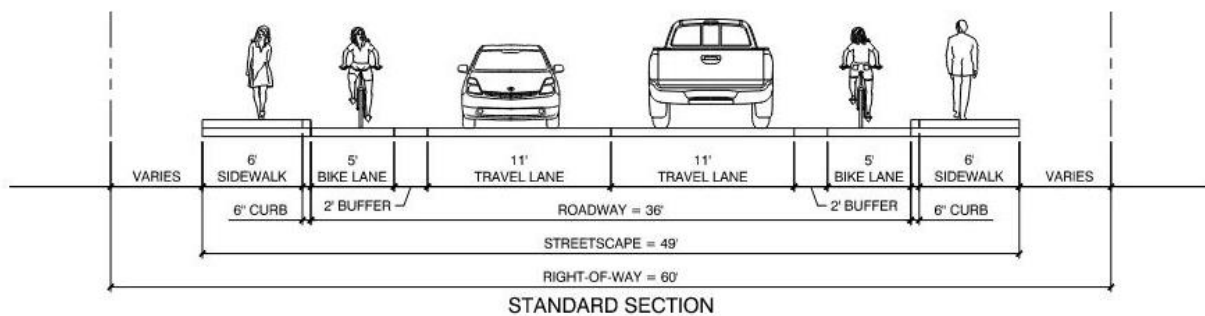 6' 5' 11' 11' 5' 6'
VARIES SIDEWALK BIKE LANE TRAVEL LANE TRAVEL LANE BIKE LANE SIDEWALK VARIES
6" CURB 2' BUFFER ROADWAY = 36' 2' BUFFER 6" CURB
STREETSCAPE = 49'
RIGHT-OF-WAY = 60'
STANDARD SECTION